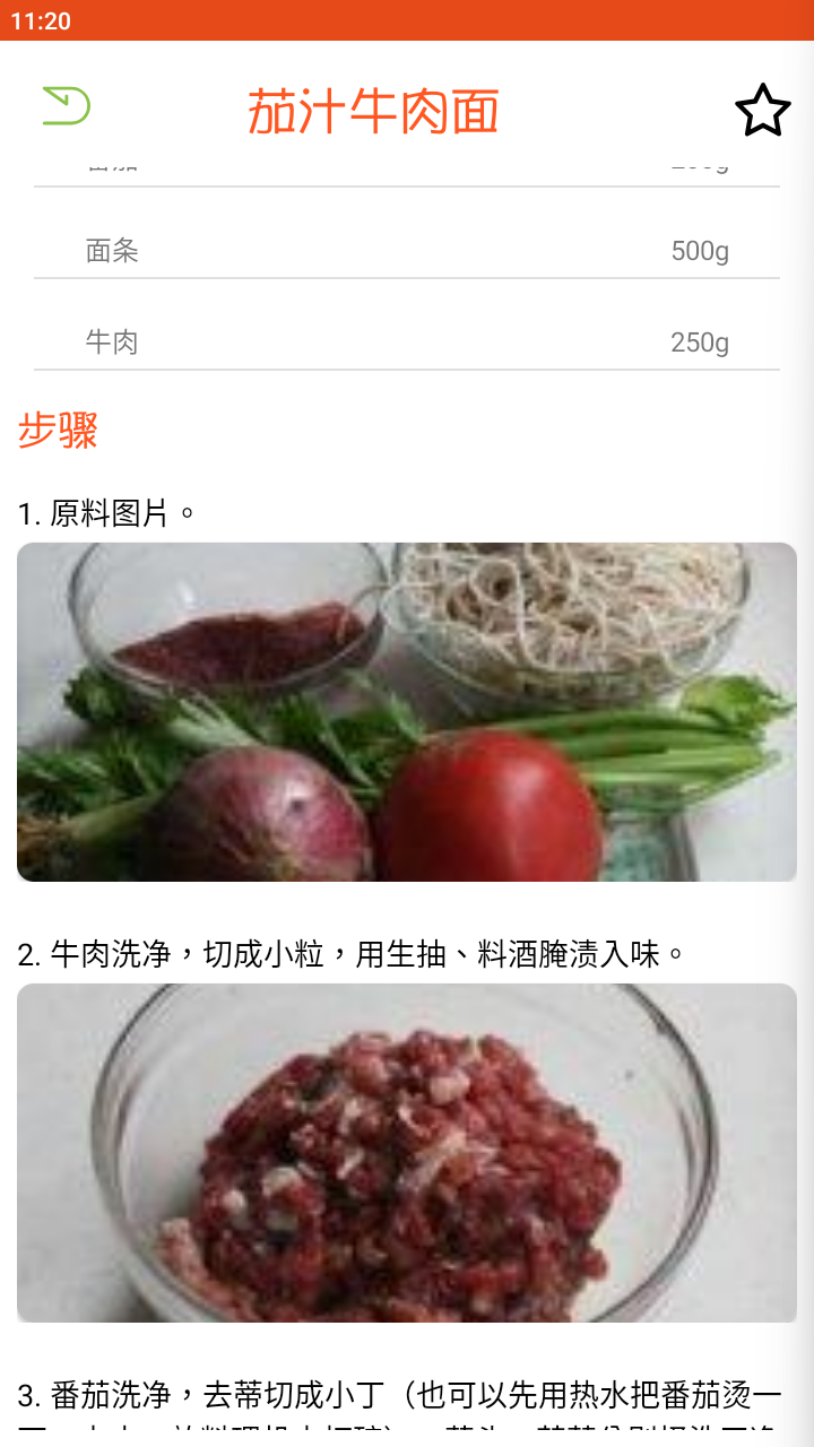 11:20
茄汁牛肉面
面条 500g
牛肉 250g
步骤
1. 原料图片。
2. 牛肉洗净，切成小粒，用生抽、料酒腌渍入味。
3. 番茄洗净，去蒂切成小丁（也可以先用热水把番茄烫一